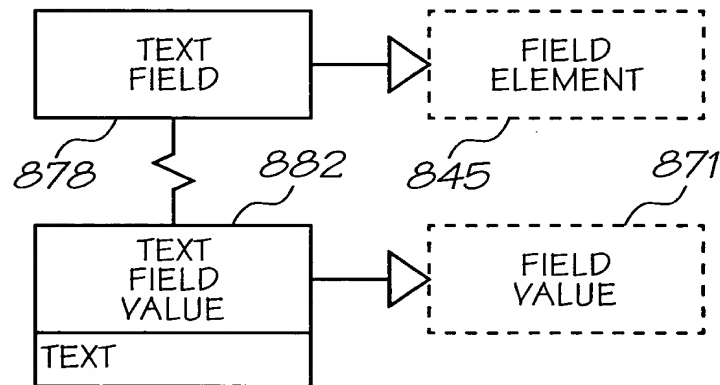 TEXT
FIELD
FIELD
ELEMENT
878
882
845
871
TEXT
FIELD
VALUE
FIELD
VALUE
TEXT